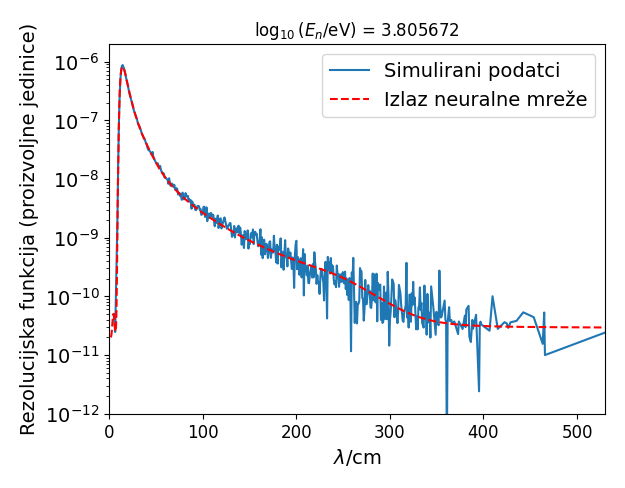 log₁₀(Eₙ/eV) = 3.805672
Rezolucijska funkcija (proizvoljne jedinice)
Simulirani podatci
Izlaz neuralne mreže
10⁻⁶
10⁻⁷
10⁻⁸
10⁻⁹
10⁻¹⁰
10⁻¹¹
10⁻¹²
0 100 200 300 400 500
λ/cm